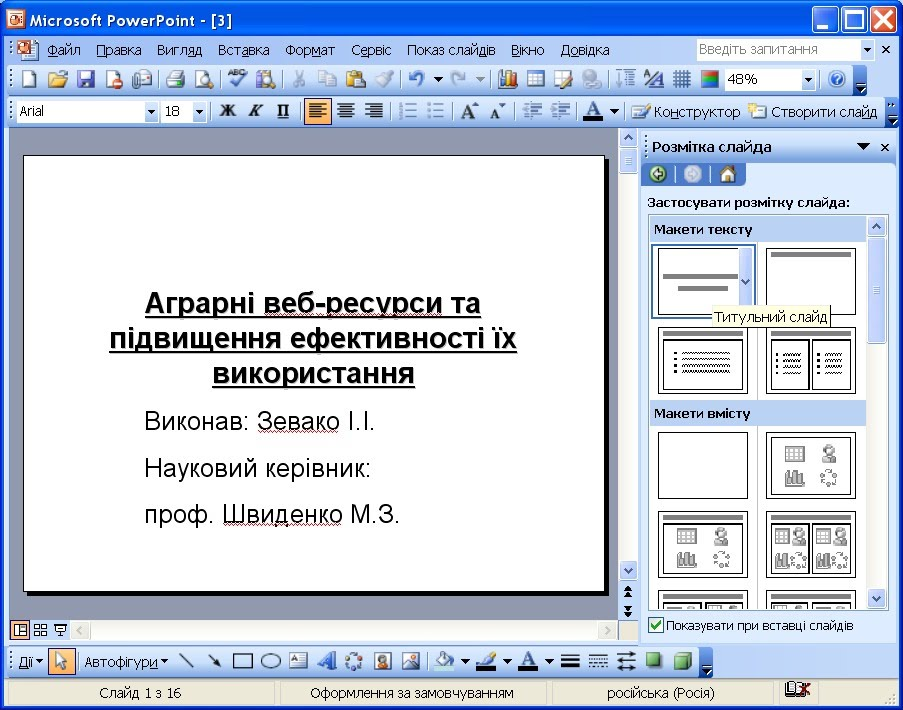 Microsoft PowerPoint - [3]
Файл Правка Вигляд Вставка Формат Сервіс Показ слайдів Вікно Довідка Введіть запитання
48%
Arial 18 Ж К П Конструктор Створити слайд
Розмітка слайда
Застосувати розмітку слайда:
Макети тексту
Титульний слайд
Макети вмісту
Показувати при вставці слайдів
Аграрні веб-ресурси та
підвищення ефективності їх
використання
Виконав: Зевако І.І.
Науковий керівник:
проф. Швиденко М.З.
Дії Автофігури
Слайд 1 з 16 Оформлення за замовчуванням російська (Росія)